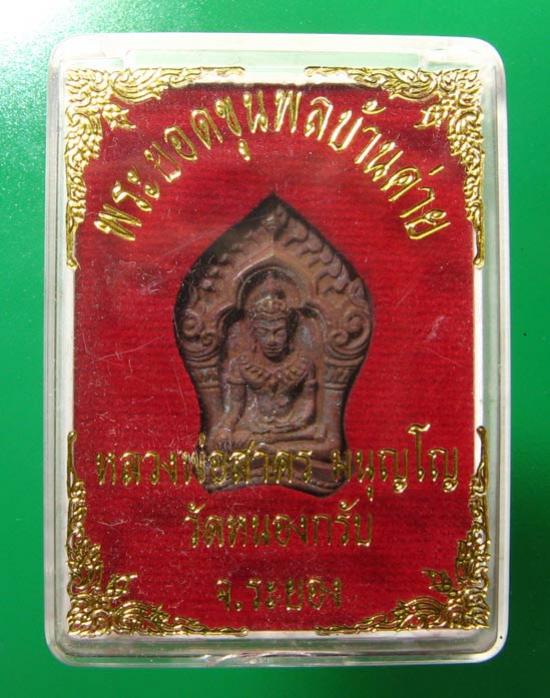 พระยอดขุนพลบ้านค่าย
หลวงพ่อสาคร มนุญโญ
วัดหนองกรับ
จ.ระยอง